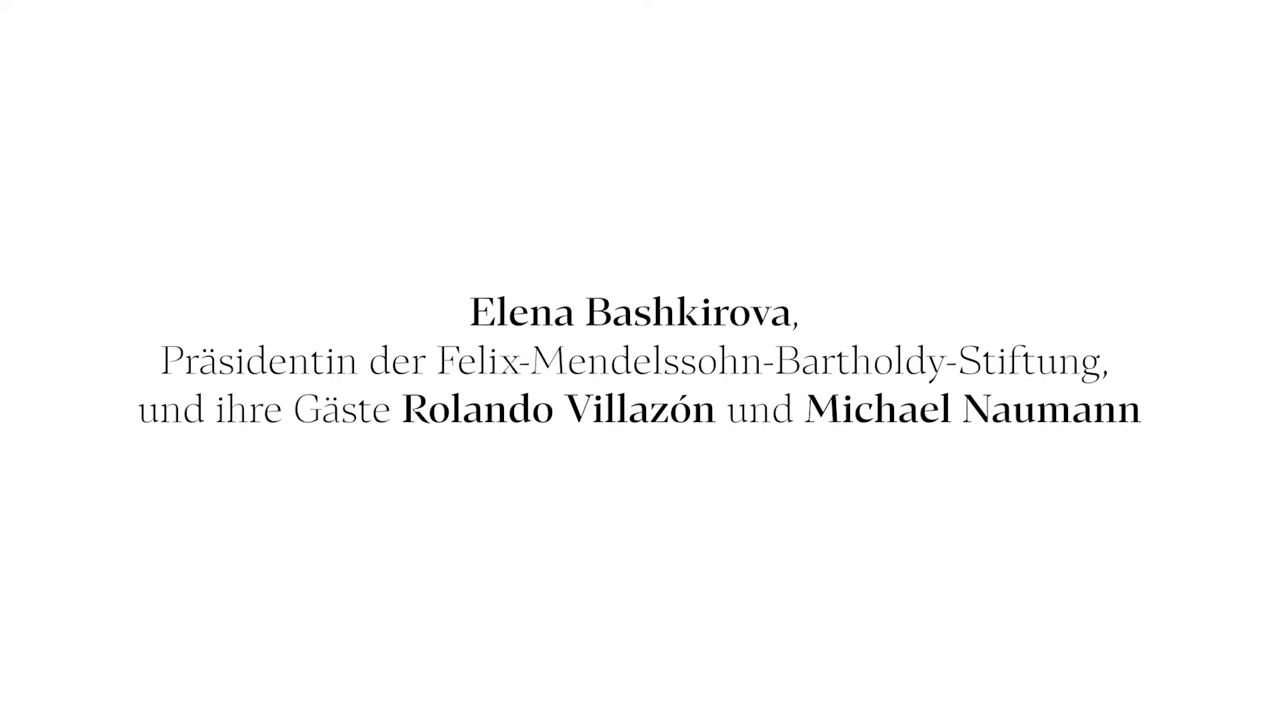 Elena Bashkirova,
Präsidentin der Felix-Mendelssohn-Bartholdy-Stiftung,
und ihre Gäste Rolando Villazón und Michael Naumann